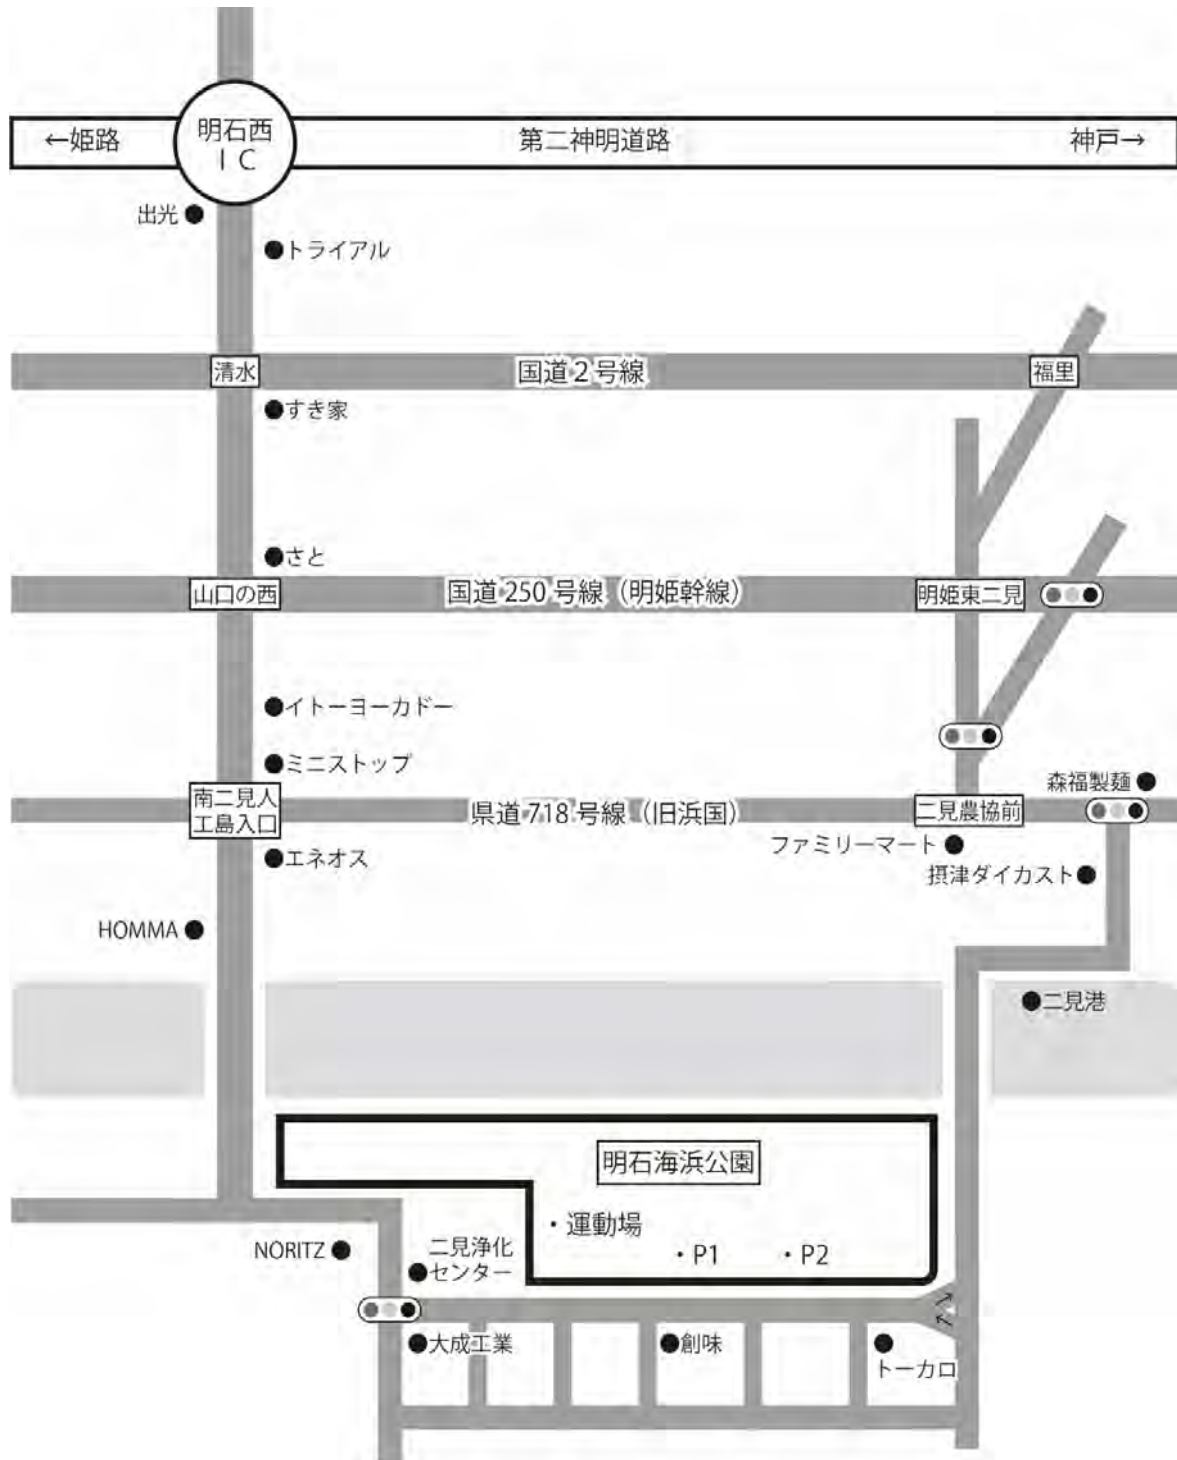 ←姫路
明石西
IC
第二神明道路
神戸→
出光
トライアル
清水
国道2号線
福里
すき家
さと
山口の西
国道250号線（明姫幹線）
明姫東二見
イトーヨーカドー
ミニストップ
南二見人
工島入口
県道718号線（旧浜国）
二見農協前
森福製麺
エネオス
ファミリーマート
摂津ダイカスト
HOMMA
二見港
明石海浜公園
・運動場
・P1
・P2
NORITZ
二見浄化
センター
大成工業
創味
トーカロ